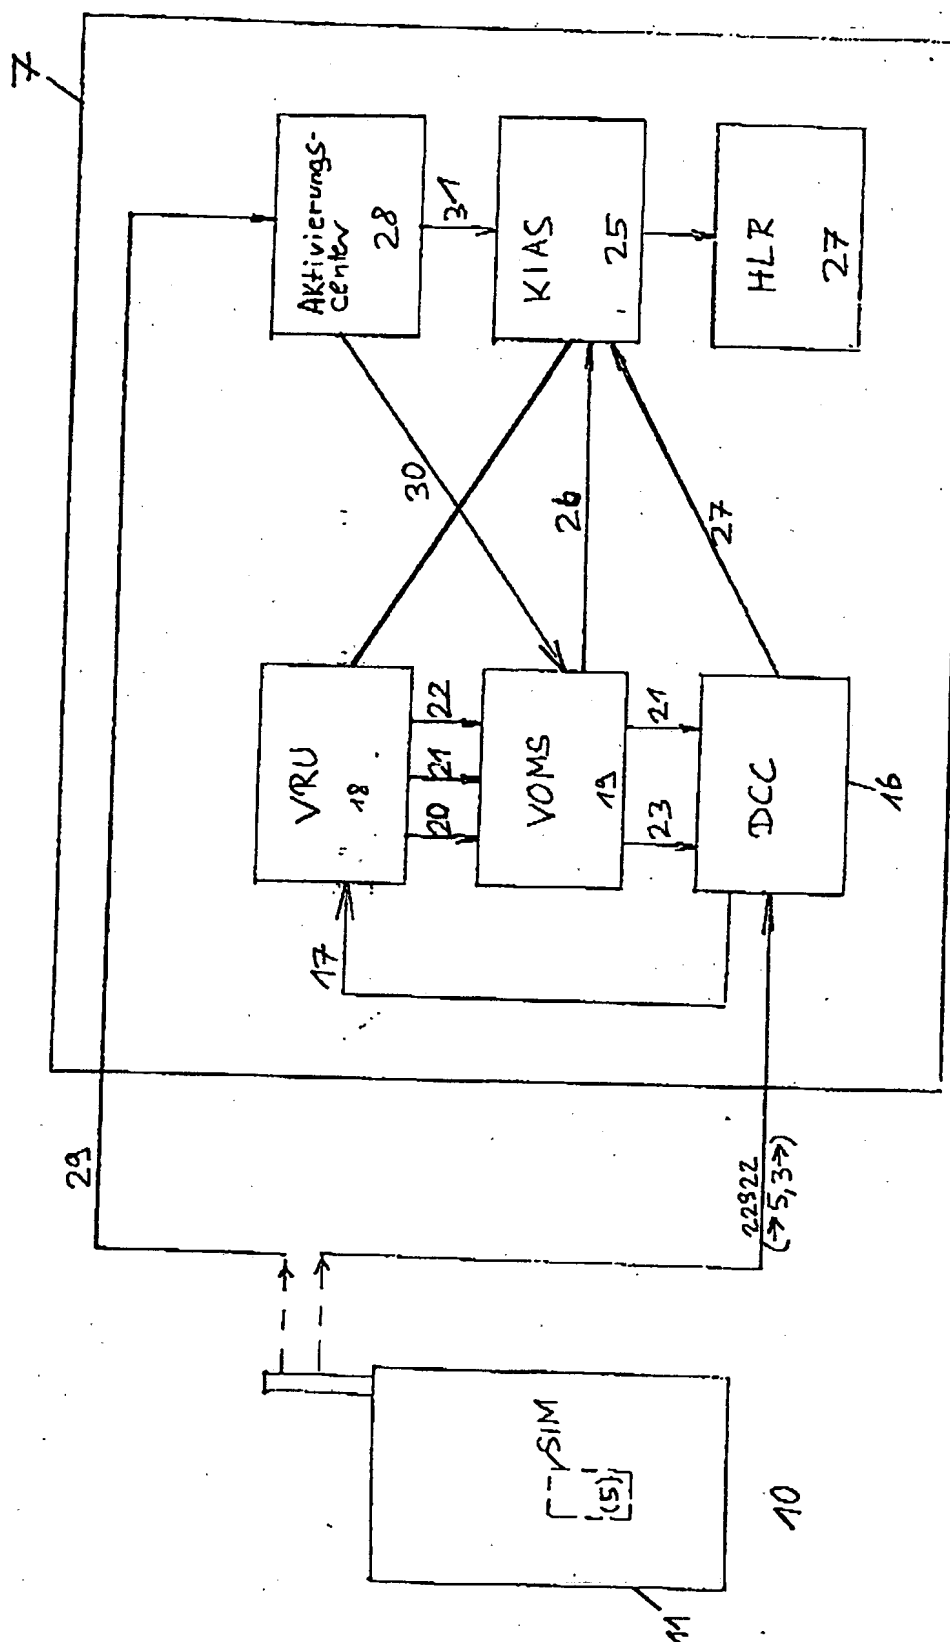 7
29
Aktivierungs-
center
28
31
KIAS
25
HLR
27
30
26
27
VRU
18
22
21
20
VOMS
19
21
23
DCC
16
17
22922
(→5,3→)
SIM
(5)
11
10